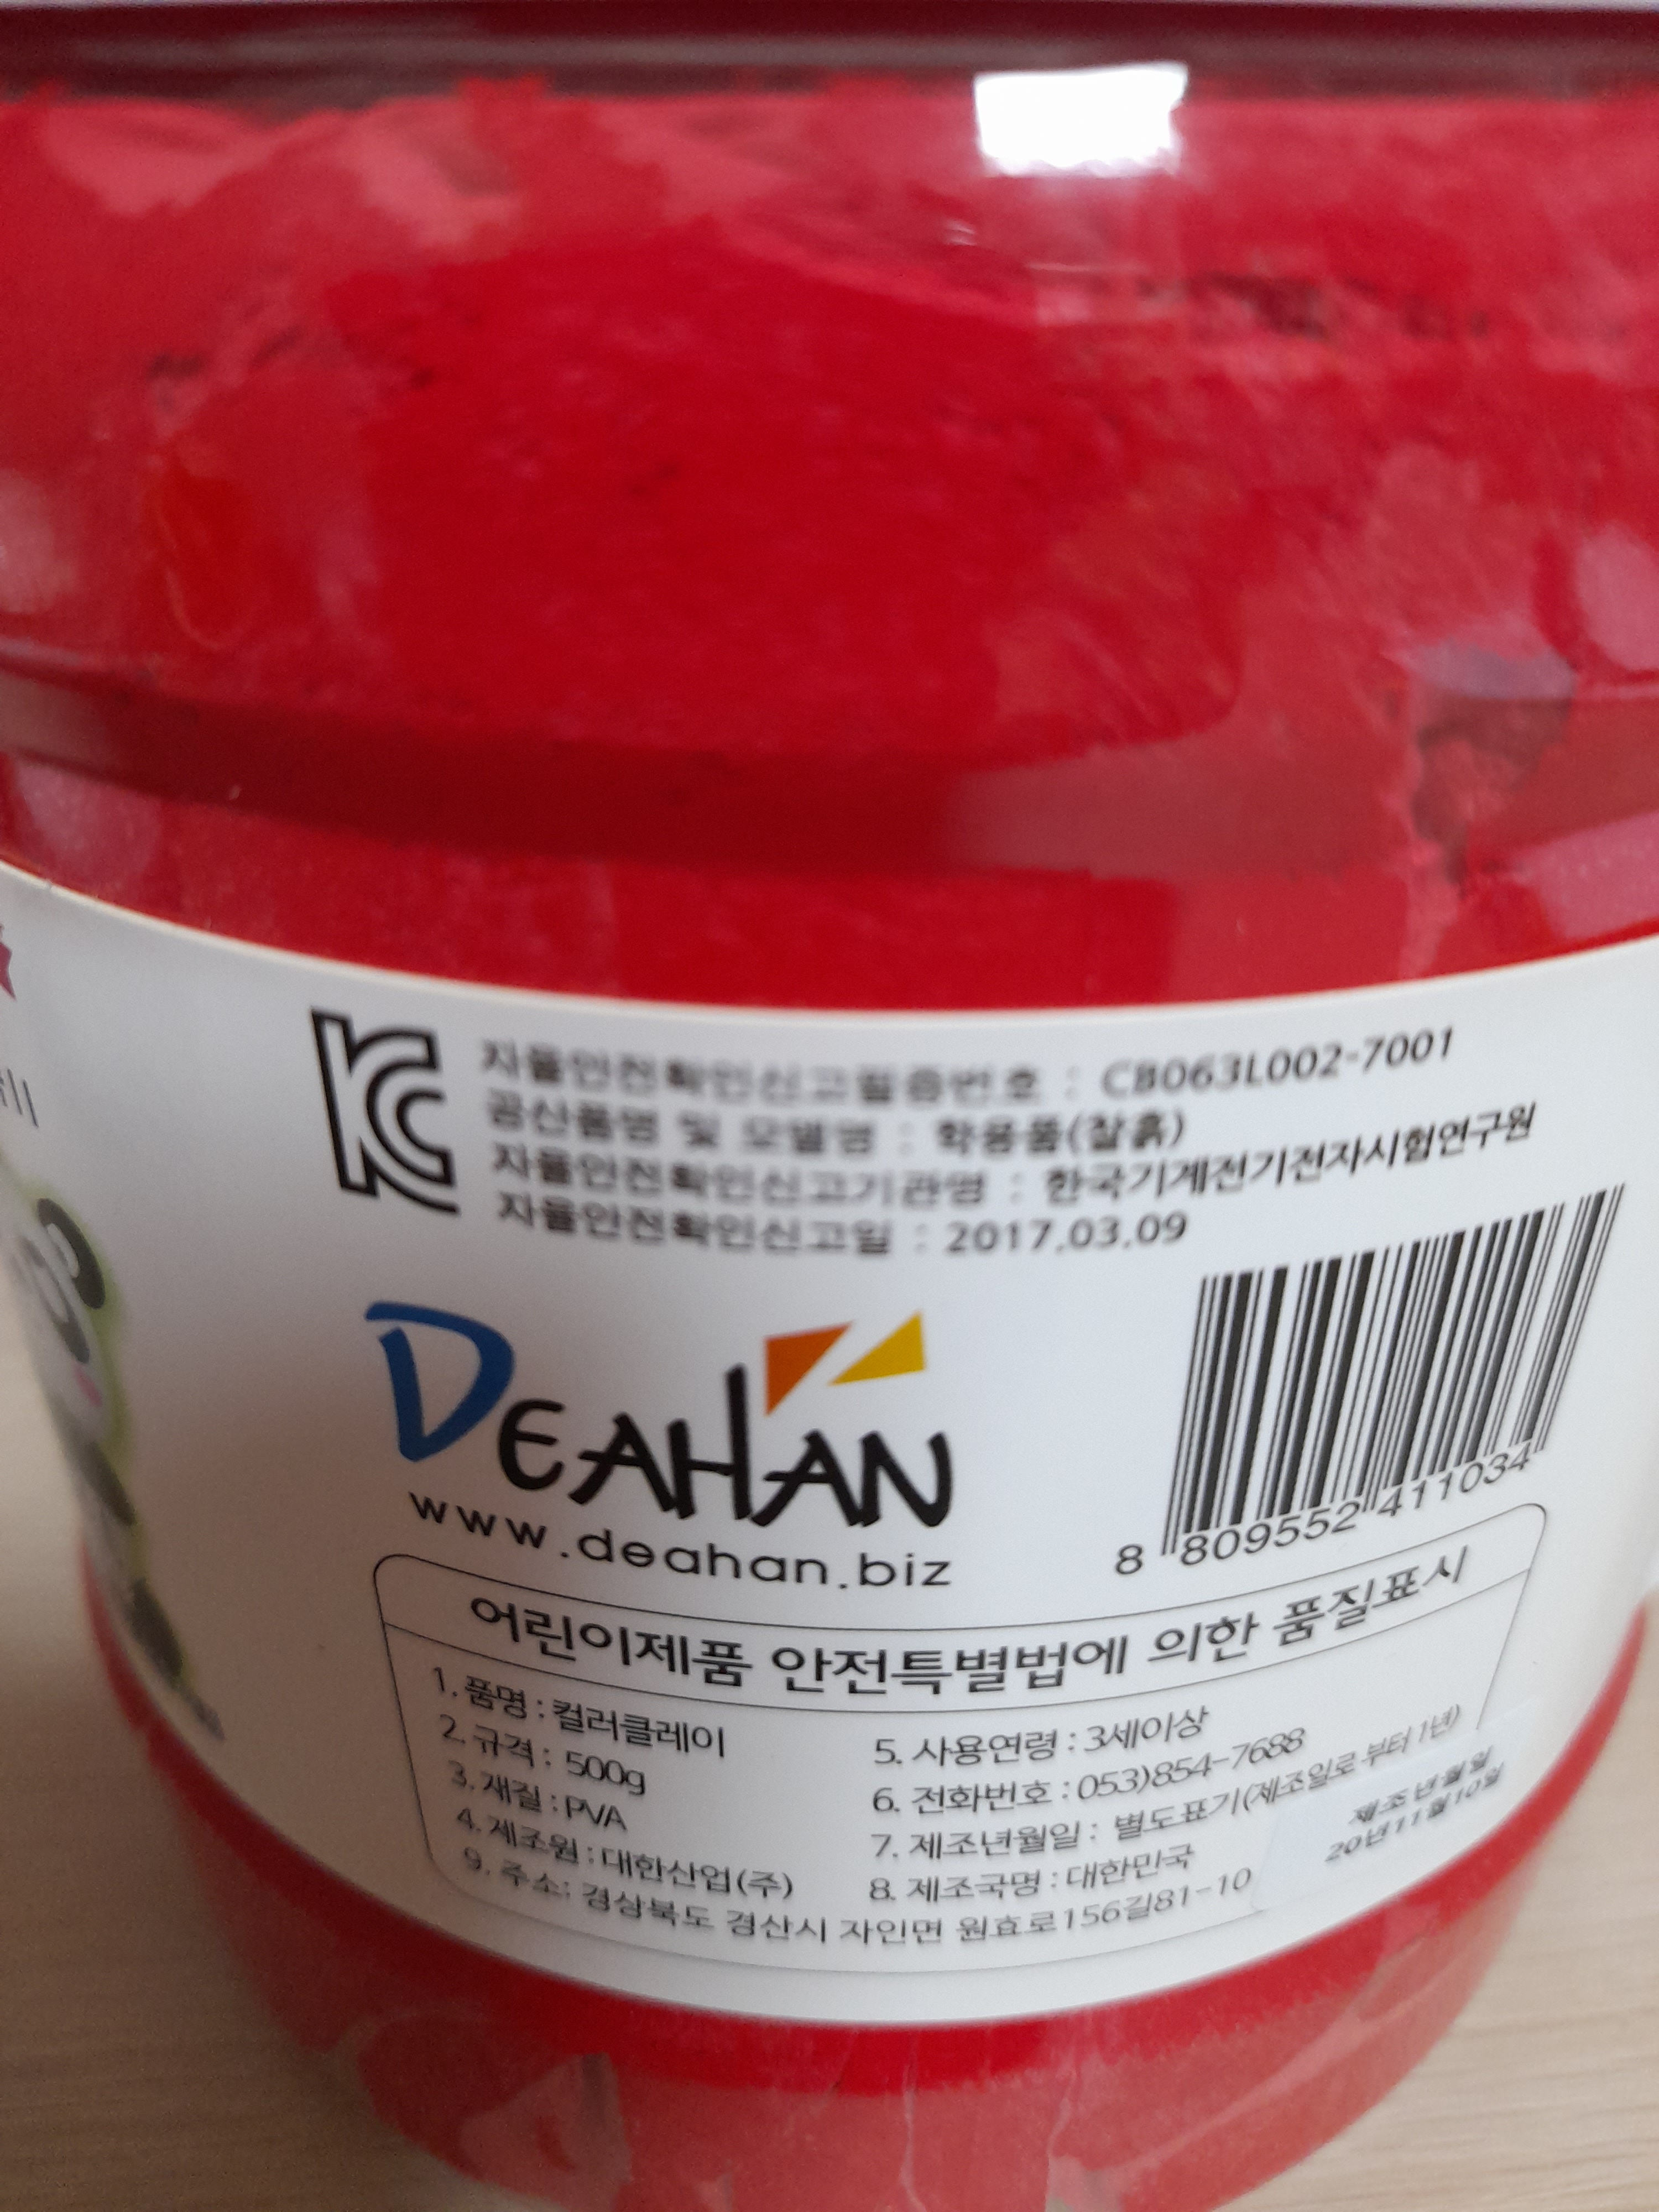 자율안전확인신고필증번호 : CB063L002-7001
공산품명 및 모델명 : 학용품(찰흙)
자율안전확인신고기관명 : 한국기계전기전자시험연구원
자율안전확인신고일 : 2017.03.09
DEAHAN
www.deahan.biz
8 809552 411034
어린이제품 안전특별법에 의한 품질표시
1. 품명 : 컬러클레이
2. 규격 : 500g
3. 재질 : PVA
4. 제조원 : 대한산업(주)
5. 사용연령 : 3세이상
6. 전화번호 : 053)854-7688
7. 제조년월일 : 별도표기(제조일로 부터 1년)
8. 제조국명 : 대한민국
9. 주소: 경상북도 경산시 자인면 원효로156길81-10
제조년월일
20년11월10일